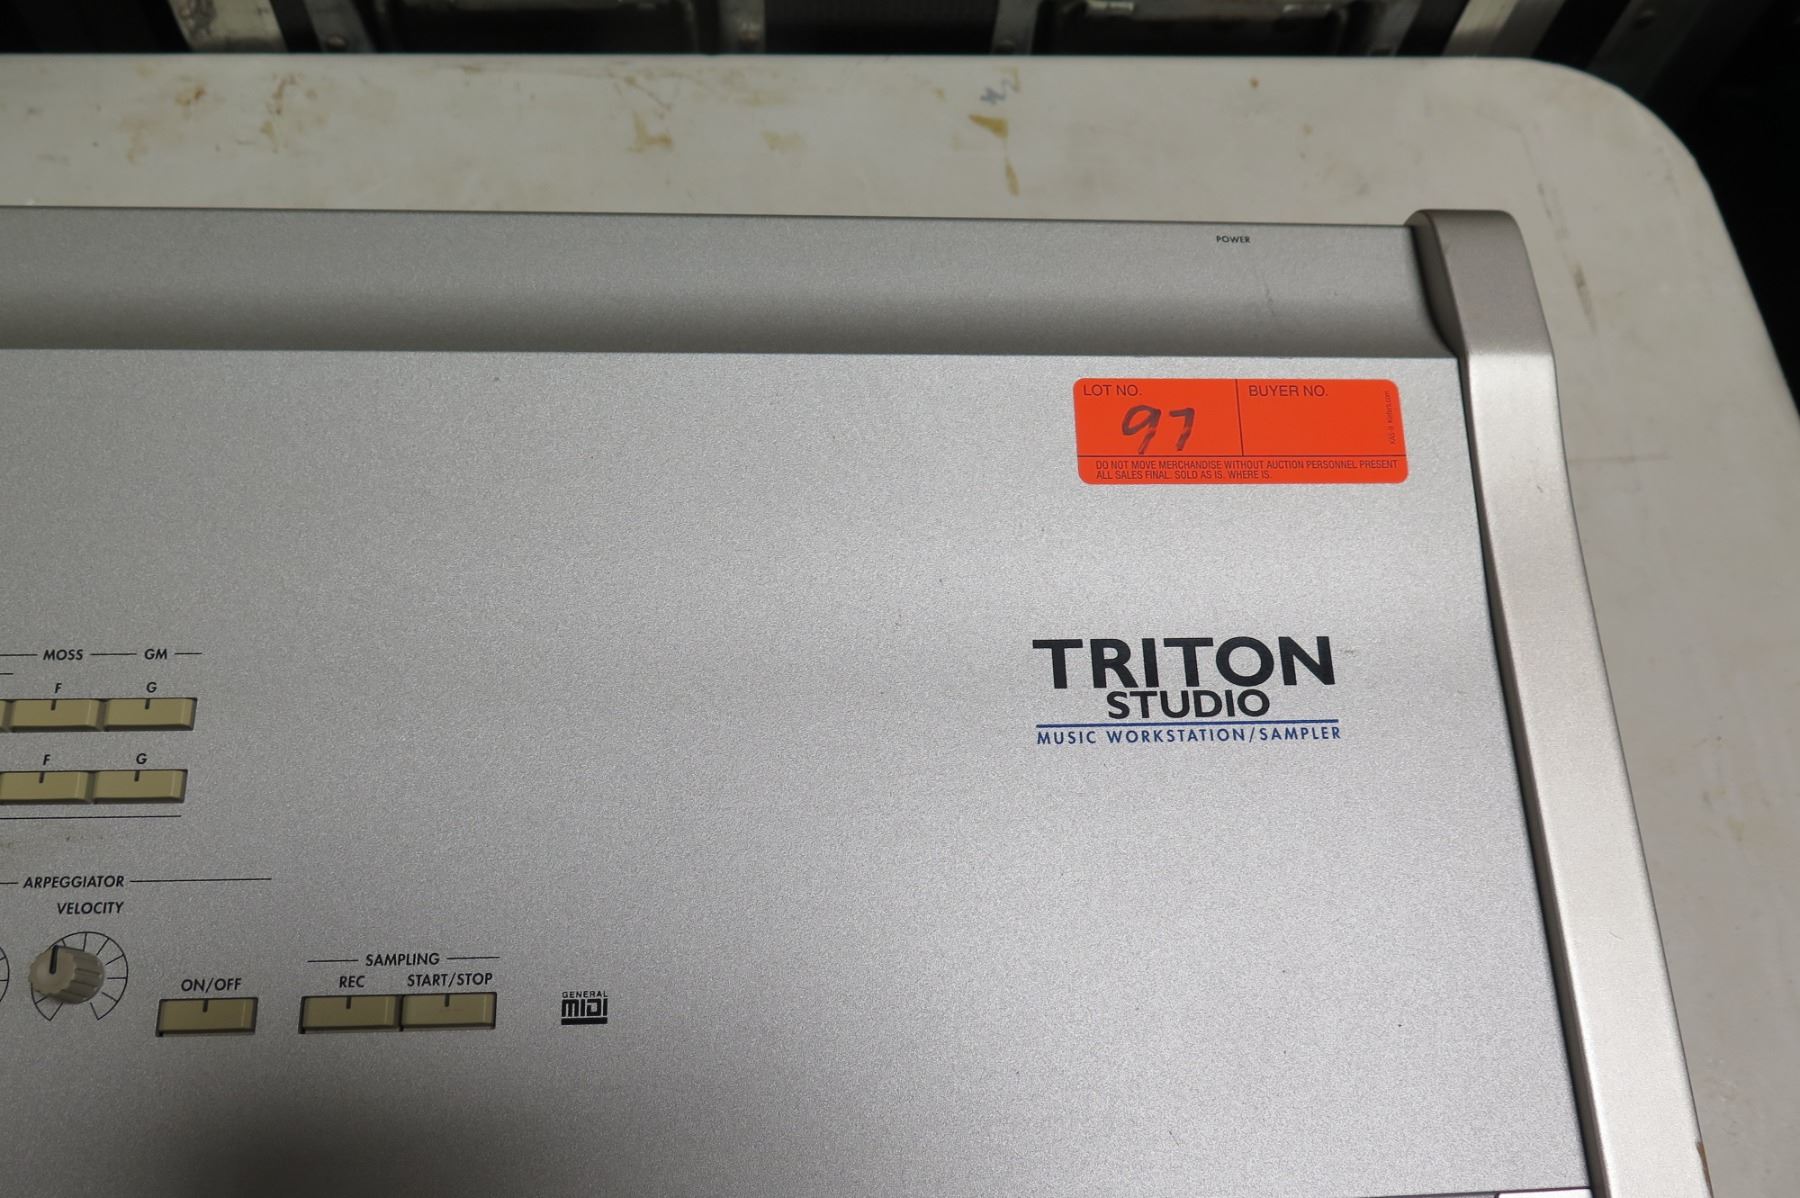 POWER
LOT NO.
BUYER NO.
97
DO NOT MOVE MERCHANDISE WITHOUT AUCTION PERSONNEL PRESENT
ALL SALES FINAL. SOLD AS IS. WHERE IS.
TRITON
STUDIO
MUSIC WORKSTATION/SAMPLER
MOSS GM
F G
F G
ARPEGGIATOR
VELOCITY
ON/OFF
SAMPLING
REC START/STOP
GENERAL
MIDI